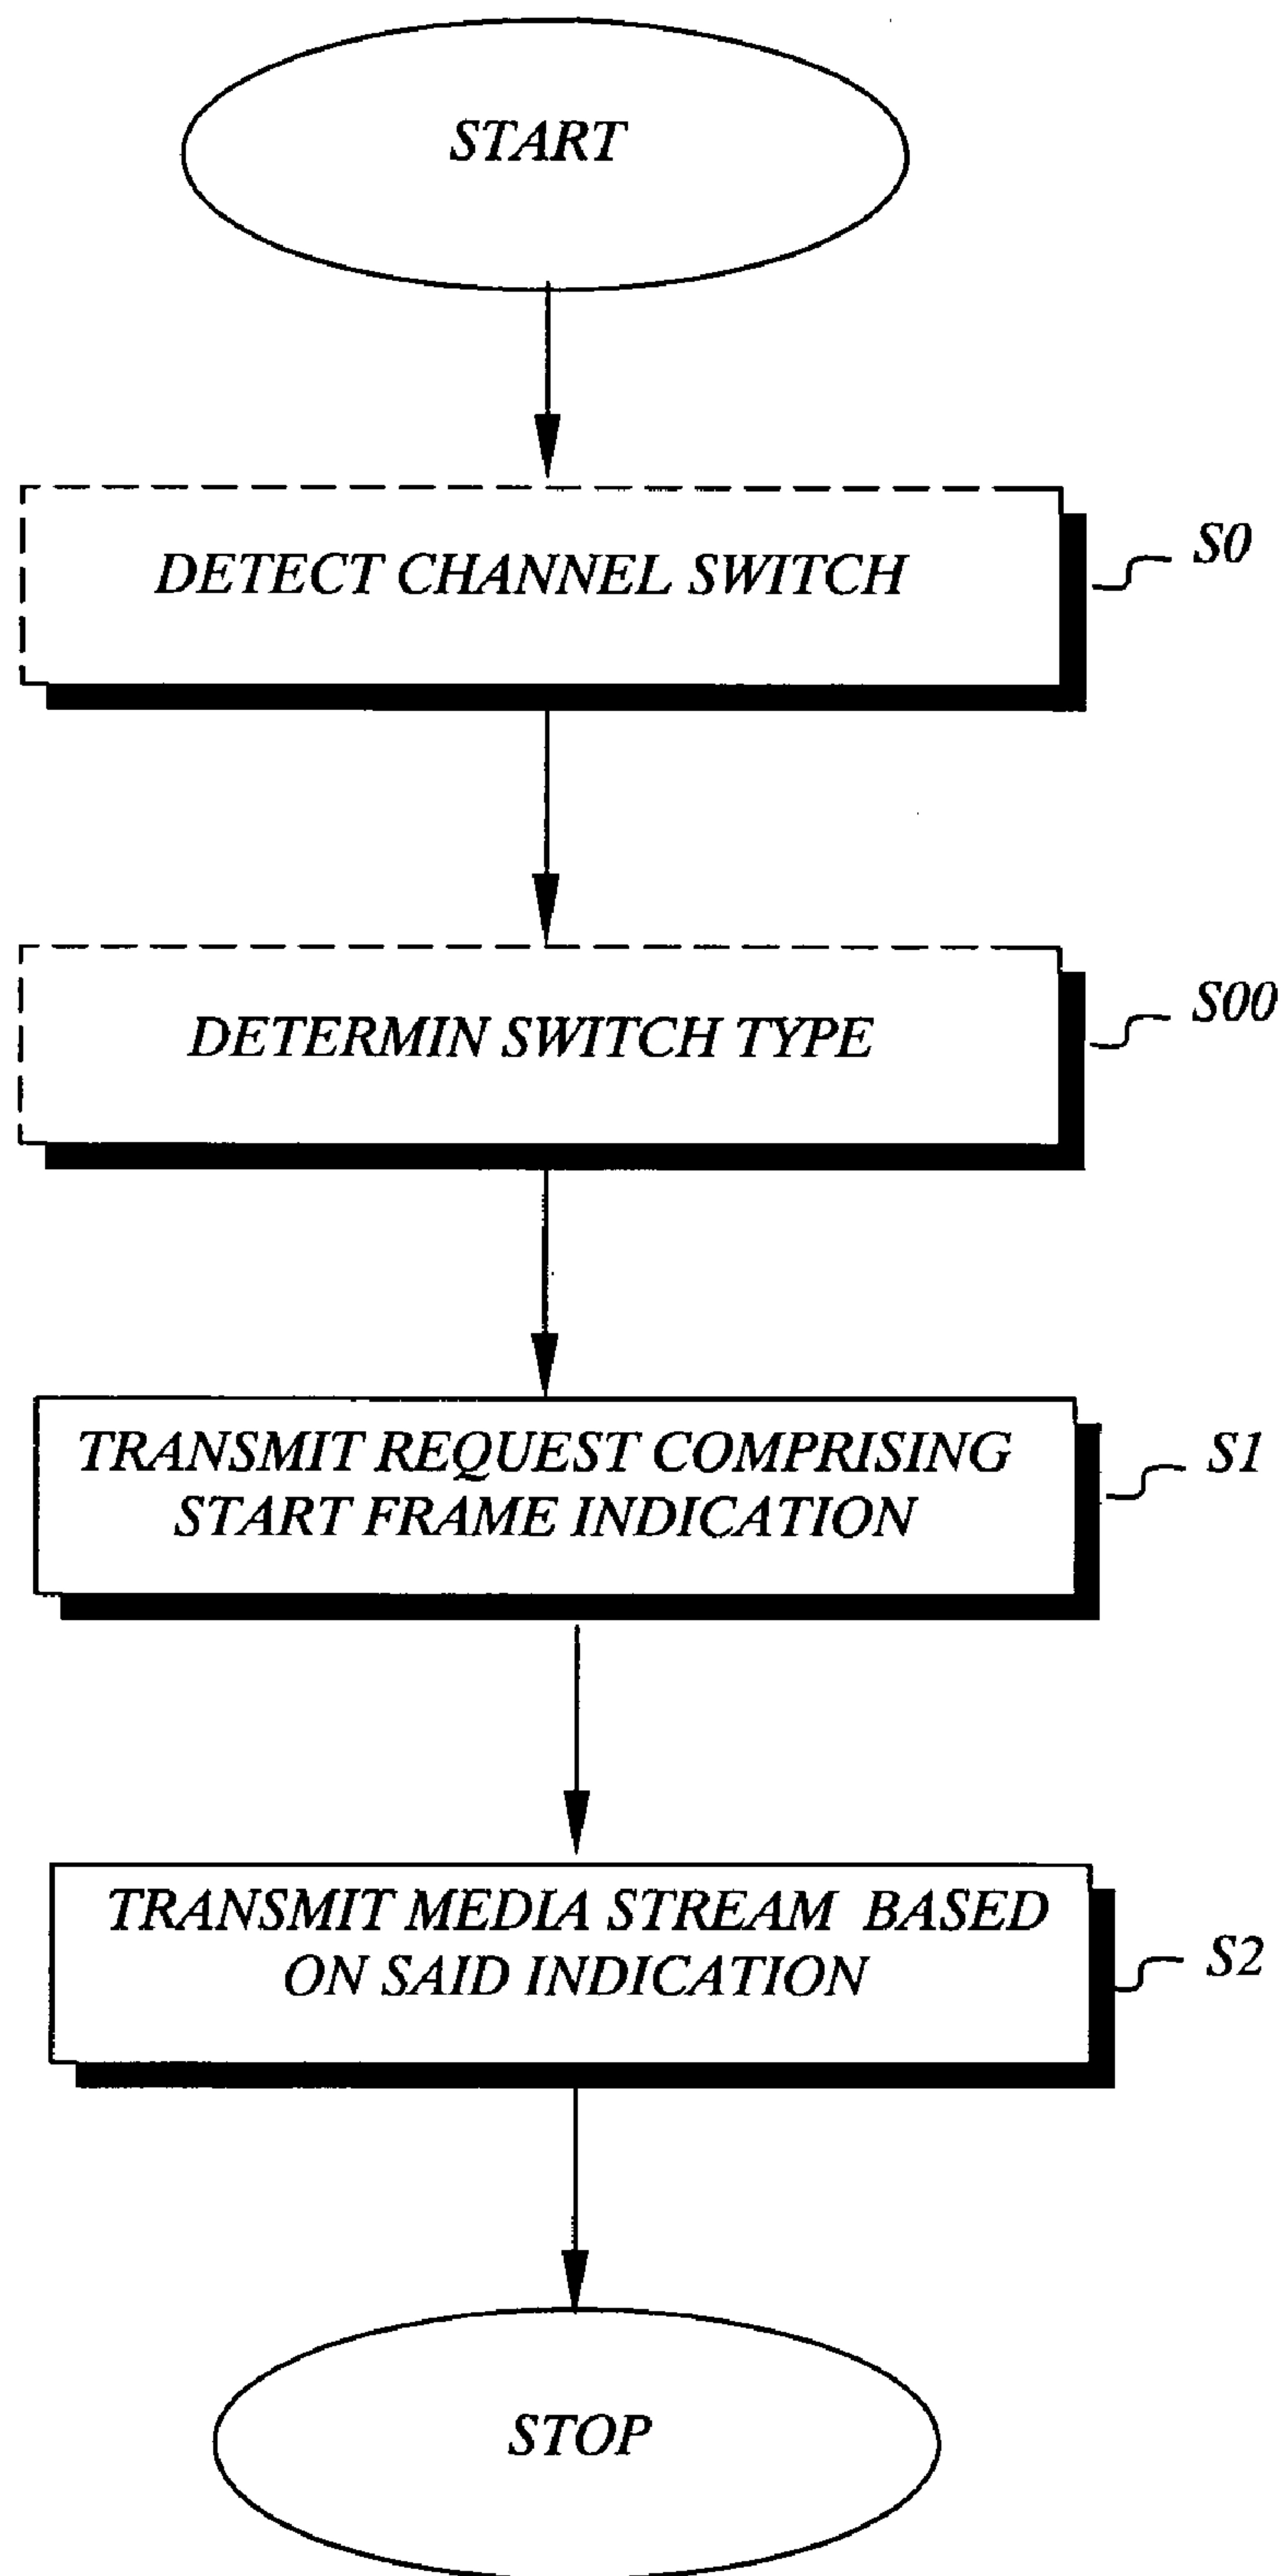 START
DETECT CHANNEL SWITCH
S0
DETERMIN SWITCH TYPE
S00
TRANSMIT REQUEST COMPRISING
START FRAME INDICATION
S1
TRANSMIT MEDIA STREAM BASED
ON SAID INDICATION
S2
STOP